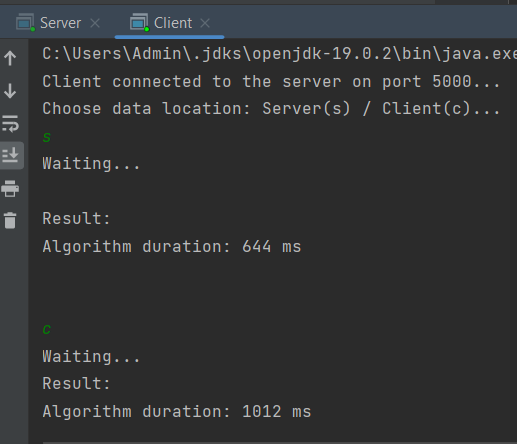 Server
Client
C:\Users\Admin\.jdks\openjdk-19.0.2\bin\java.exe
Client connected to the server on port 5000...
Choose data location: Server(s) / Client(c)...
s
Waiting...
Result:
Algorithm duration: 644 ms
c
Waiting...
Result:
Algorithm duration: 1012 ms